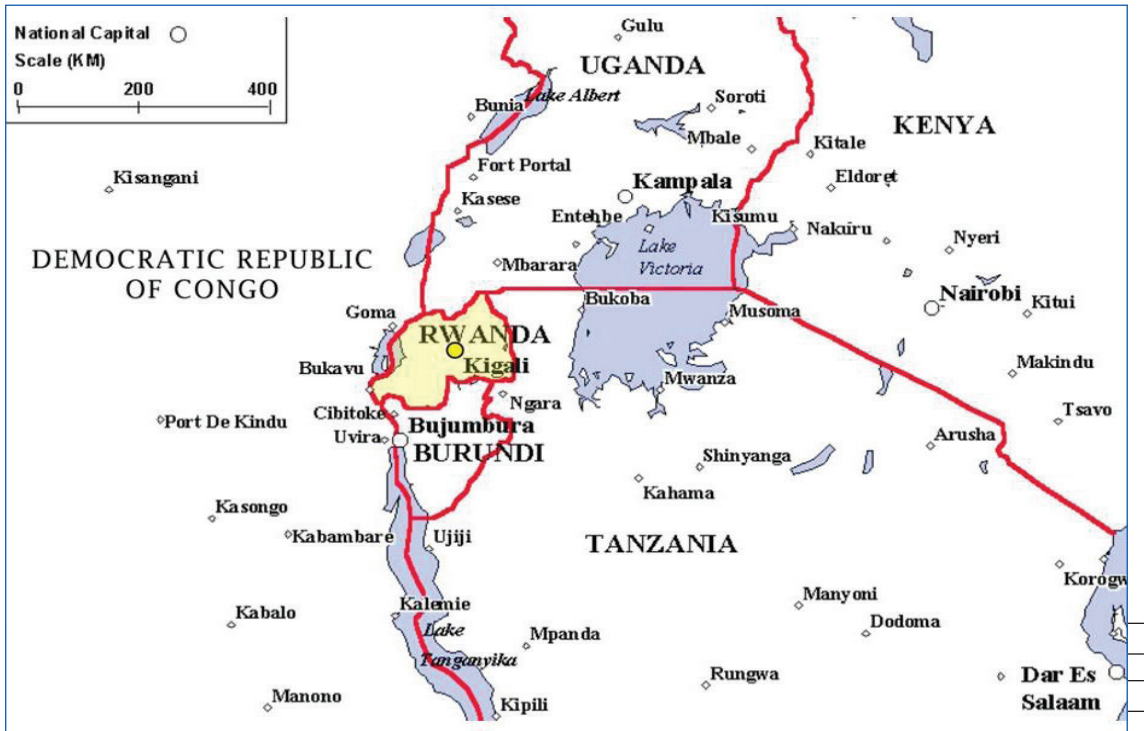 National Capital
Scale (KM)
0 200 400
Gulu
UGANDA
Lake Albert
Bunia
Soroti
KENYA
Mbale
Kitale
Kisangani
Fort Portal
Eldoret
Kampala
Kasese
Entebbe
Kisumu
Nakuru
Nyeri
Lake
Victoria
DEMOCRATIC REPUBLIC
OF CONGO
Mbarara
Bukoba
Nairobi
Kitui
Goma
Musoma
RWANDA
Kigali
Bukavu
Makindu
Mwanza
Ngara
Cibitoke
Tsavo
Port De Kindu
Bujumbura
Uvira
BURUNDI
Arusha
Shinyanga
Kahama
Kasongo
Kabambare
Ujiji
TANZANIA
Korogw
Manyoni
Kabalo
Kalemie
Dodoma
Lake
Tanganyika
Mpanda
Rungwa
Dar Es
Salaam
Manono
Kipili